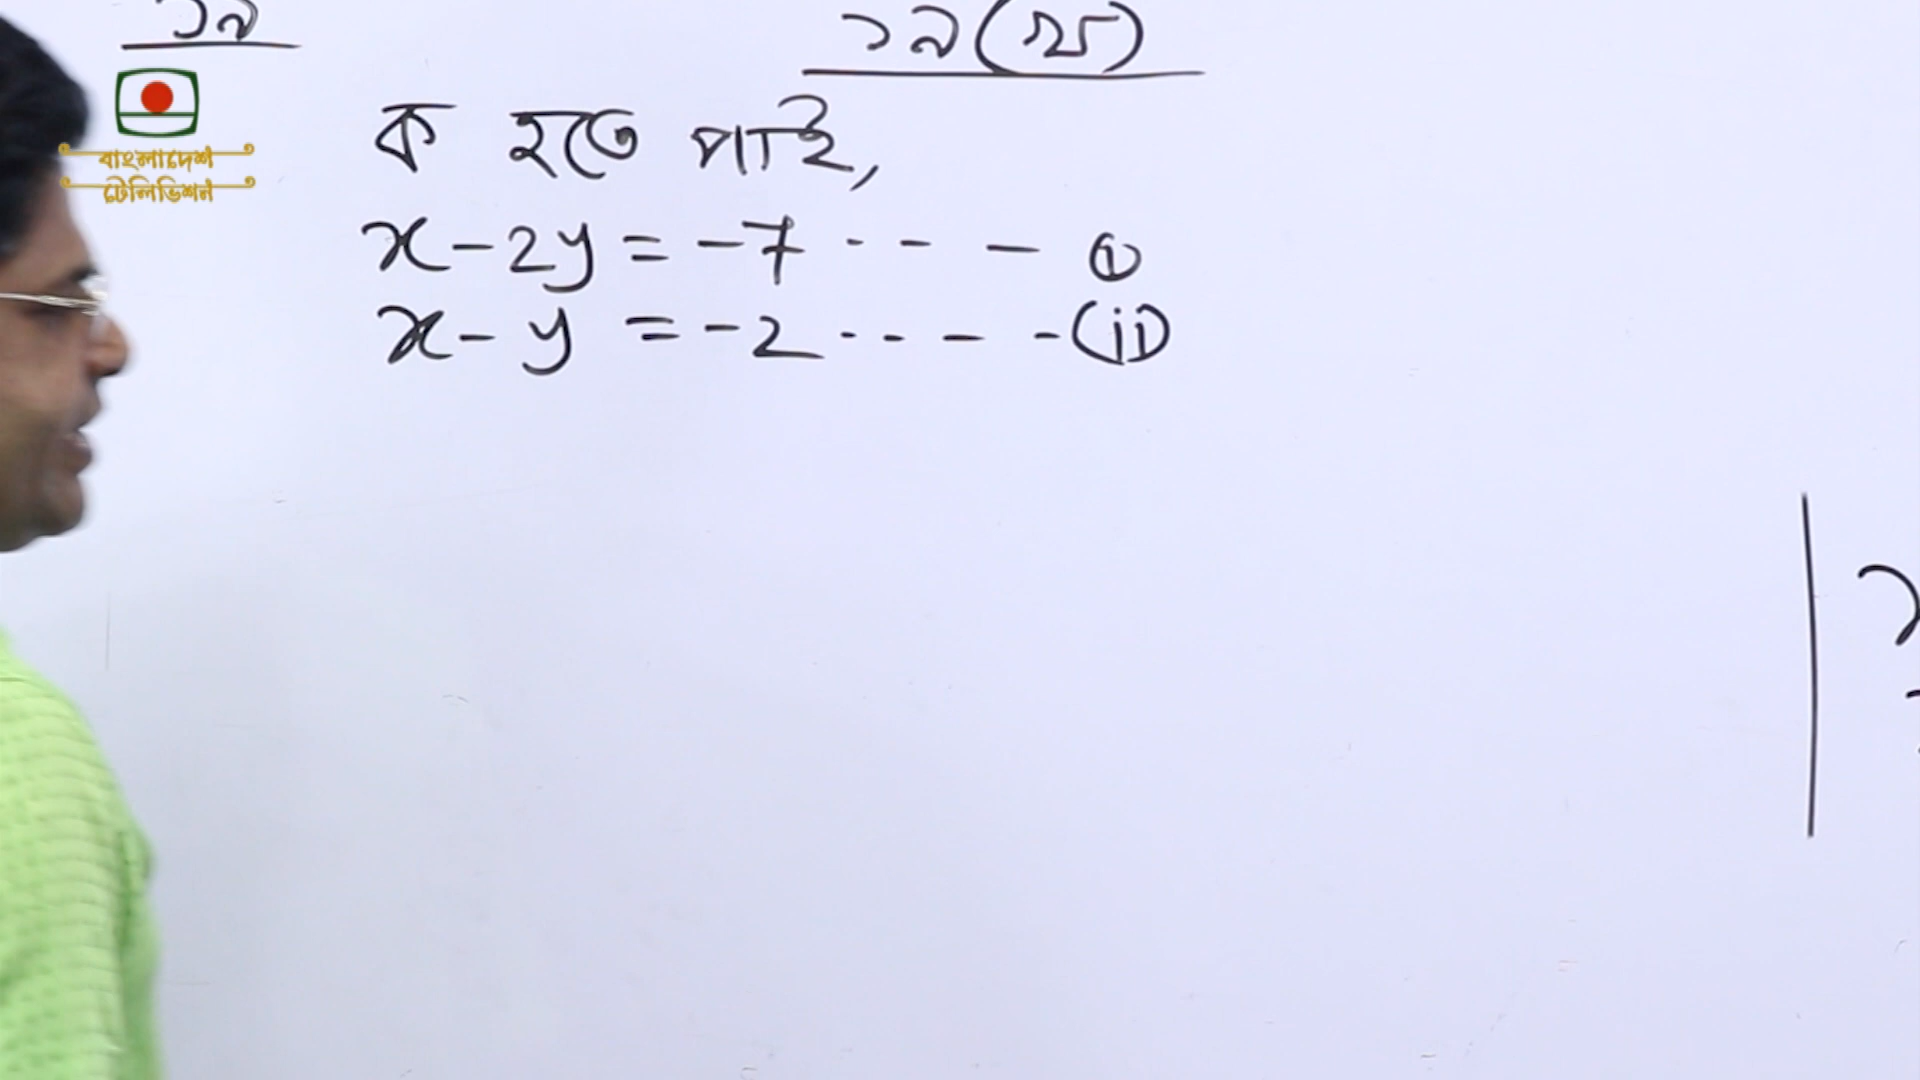 ১৯
১৯(খ)
বাংলাদেশ
টেলিভিশন
ক হতে পাই,
x - 2y = -7 - - - (i)
x - y = -2 - - - - (ii)